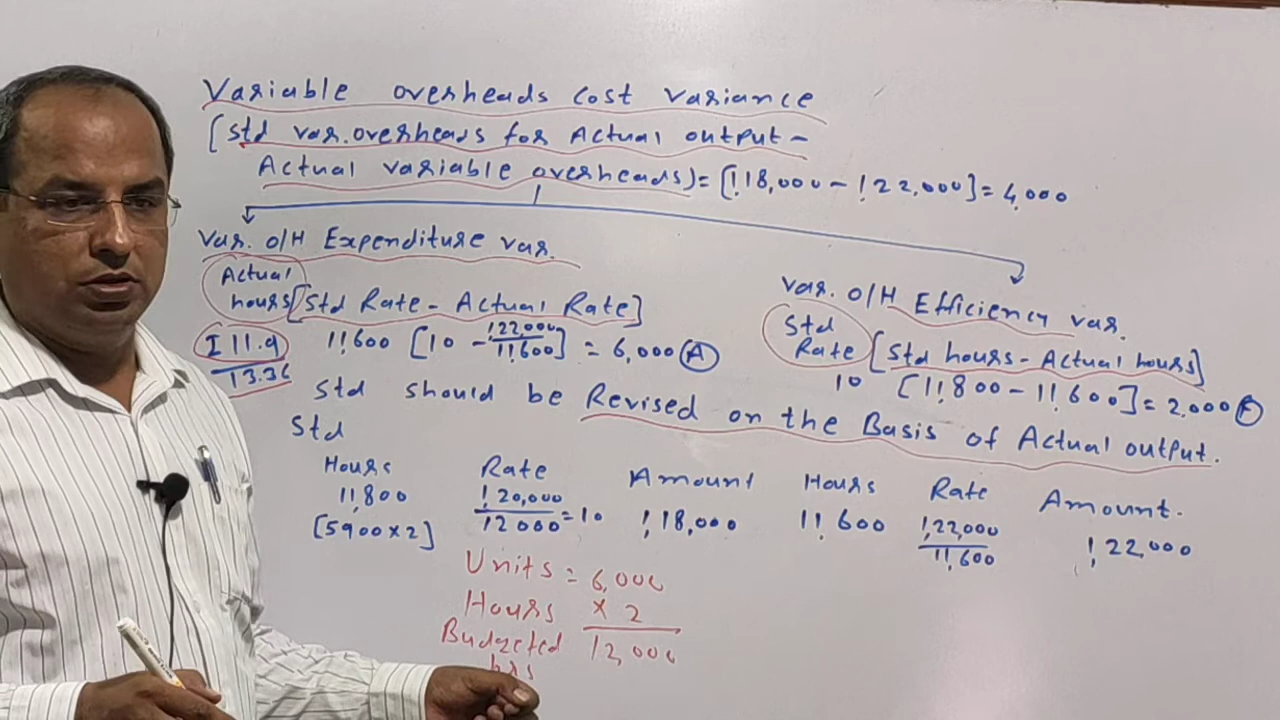 Variable overheads cost variance
[std var. overheads for Actual output -
Actual variable overheads) = [1,18,000 - 1,22,000] = 4,000
Var. O/H Expenditure var.
Actual
hours [Std Rate - Actual Rate]
I 11.9
13.36
11,600 [10 - 1,22,000/11,600] = 6,000 (A)
Var. O/H Efficiency var.
Std
Rate [Std hours - Actual hours]
10 [11,800 - 11,600] = 2,000 (F)
Std should be Revised on the Basis of Actual output.
Std
Hours Rate Amount Hours Rate Amount.
11,800 1,20,000/12000 = 10 1,18,000 11,600 1,22,000/11,600 1,22,000
[5900 x 2]
Units = 6,000
Hours x 2
Budgeted 12,000
hrs